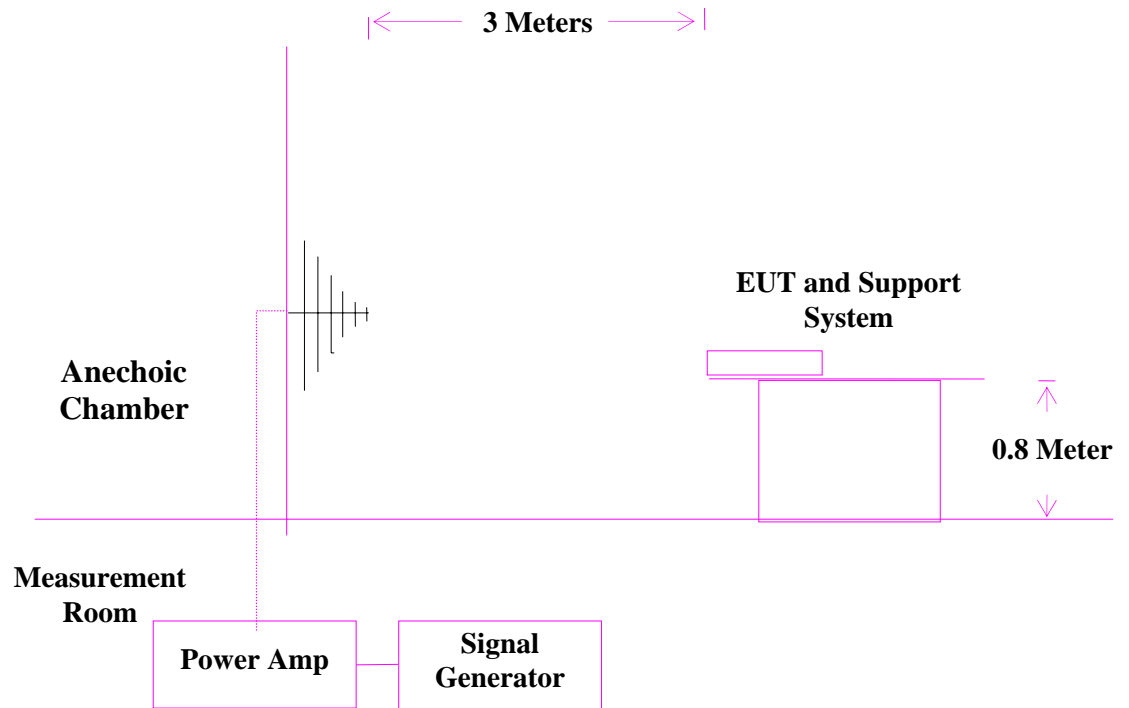 3 Meters
EUT and Support
System
Anechoic
Chamber
0.8 Meter
Measurement
Room
Power Amp
Signal
Generator